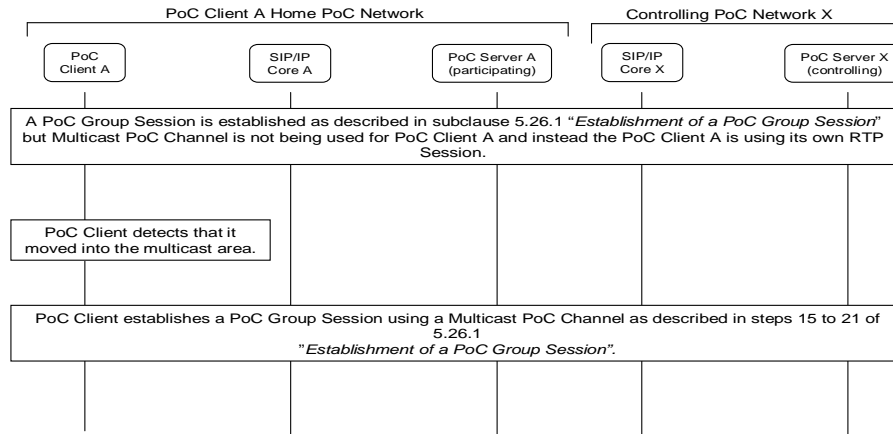 PoC Client A Home PoC Network
Controlling PoC Network X
PoC
Client A
SIP/IP
Core A
PoC Server A
(participating)
SIP/IP
Core X
PoC Server X
(controlling)
A PoC Group Session is established as described in subclause 5.26.1 “Establishment of a PoC Group Session”
but Multicast PoC Channel is not being used for PoC Client A and instead the PoC Client A is using its own RTP
Session.
PoC Client detects that it
moved into the multicast area.
PoC Client establishes a PoC Group Session using a Multicast PoC Channel as described in steps 15 to 21 of
5.26.1
”Establishment of a PoC Group Session”.